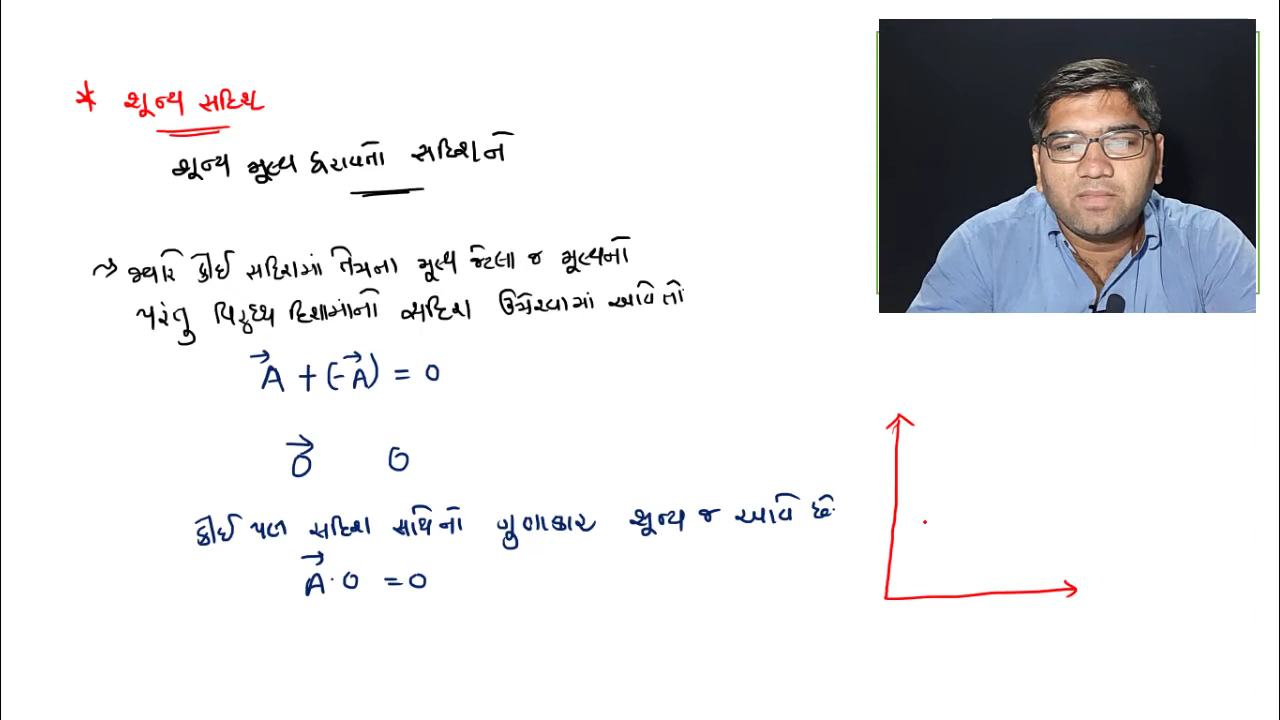 * શૂન્ય સદિશ
શૂન્ય મૂલ્ય ધરાવતો સદિશને
→ જ્યારે કોઈ સદિશમાં તેના મૂલ્ય જેટલા જ મૂલ્યનો
પરંતુ વિરુધ્ધ દિશામાંનો સદિશ ઉમેરવામાં આવે તો
A⃗ + (-A⃗) = 0
0⃗ 0
કોઈ પણ સદિશ સાથેનો ગુણાકાર શૂન્ય જ આવે છે.
A⃗ · 0 = 0